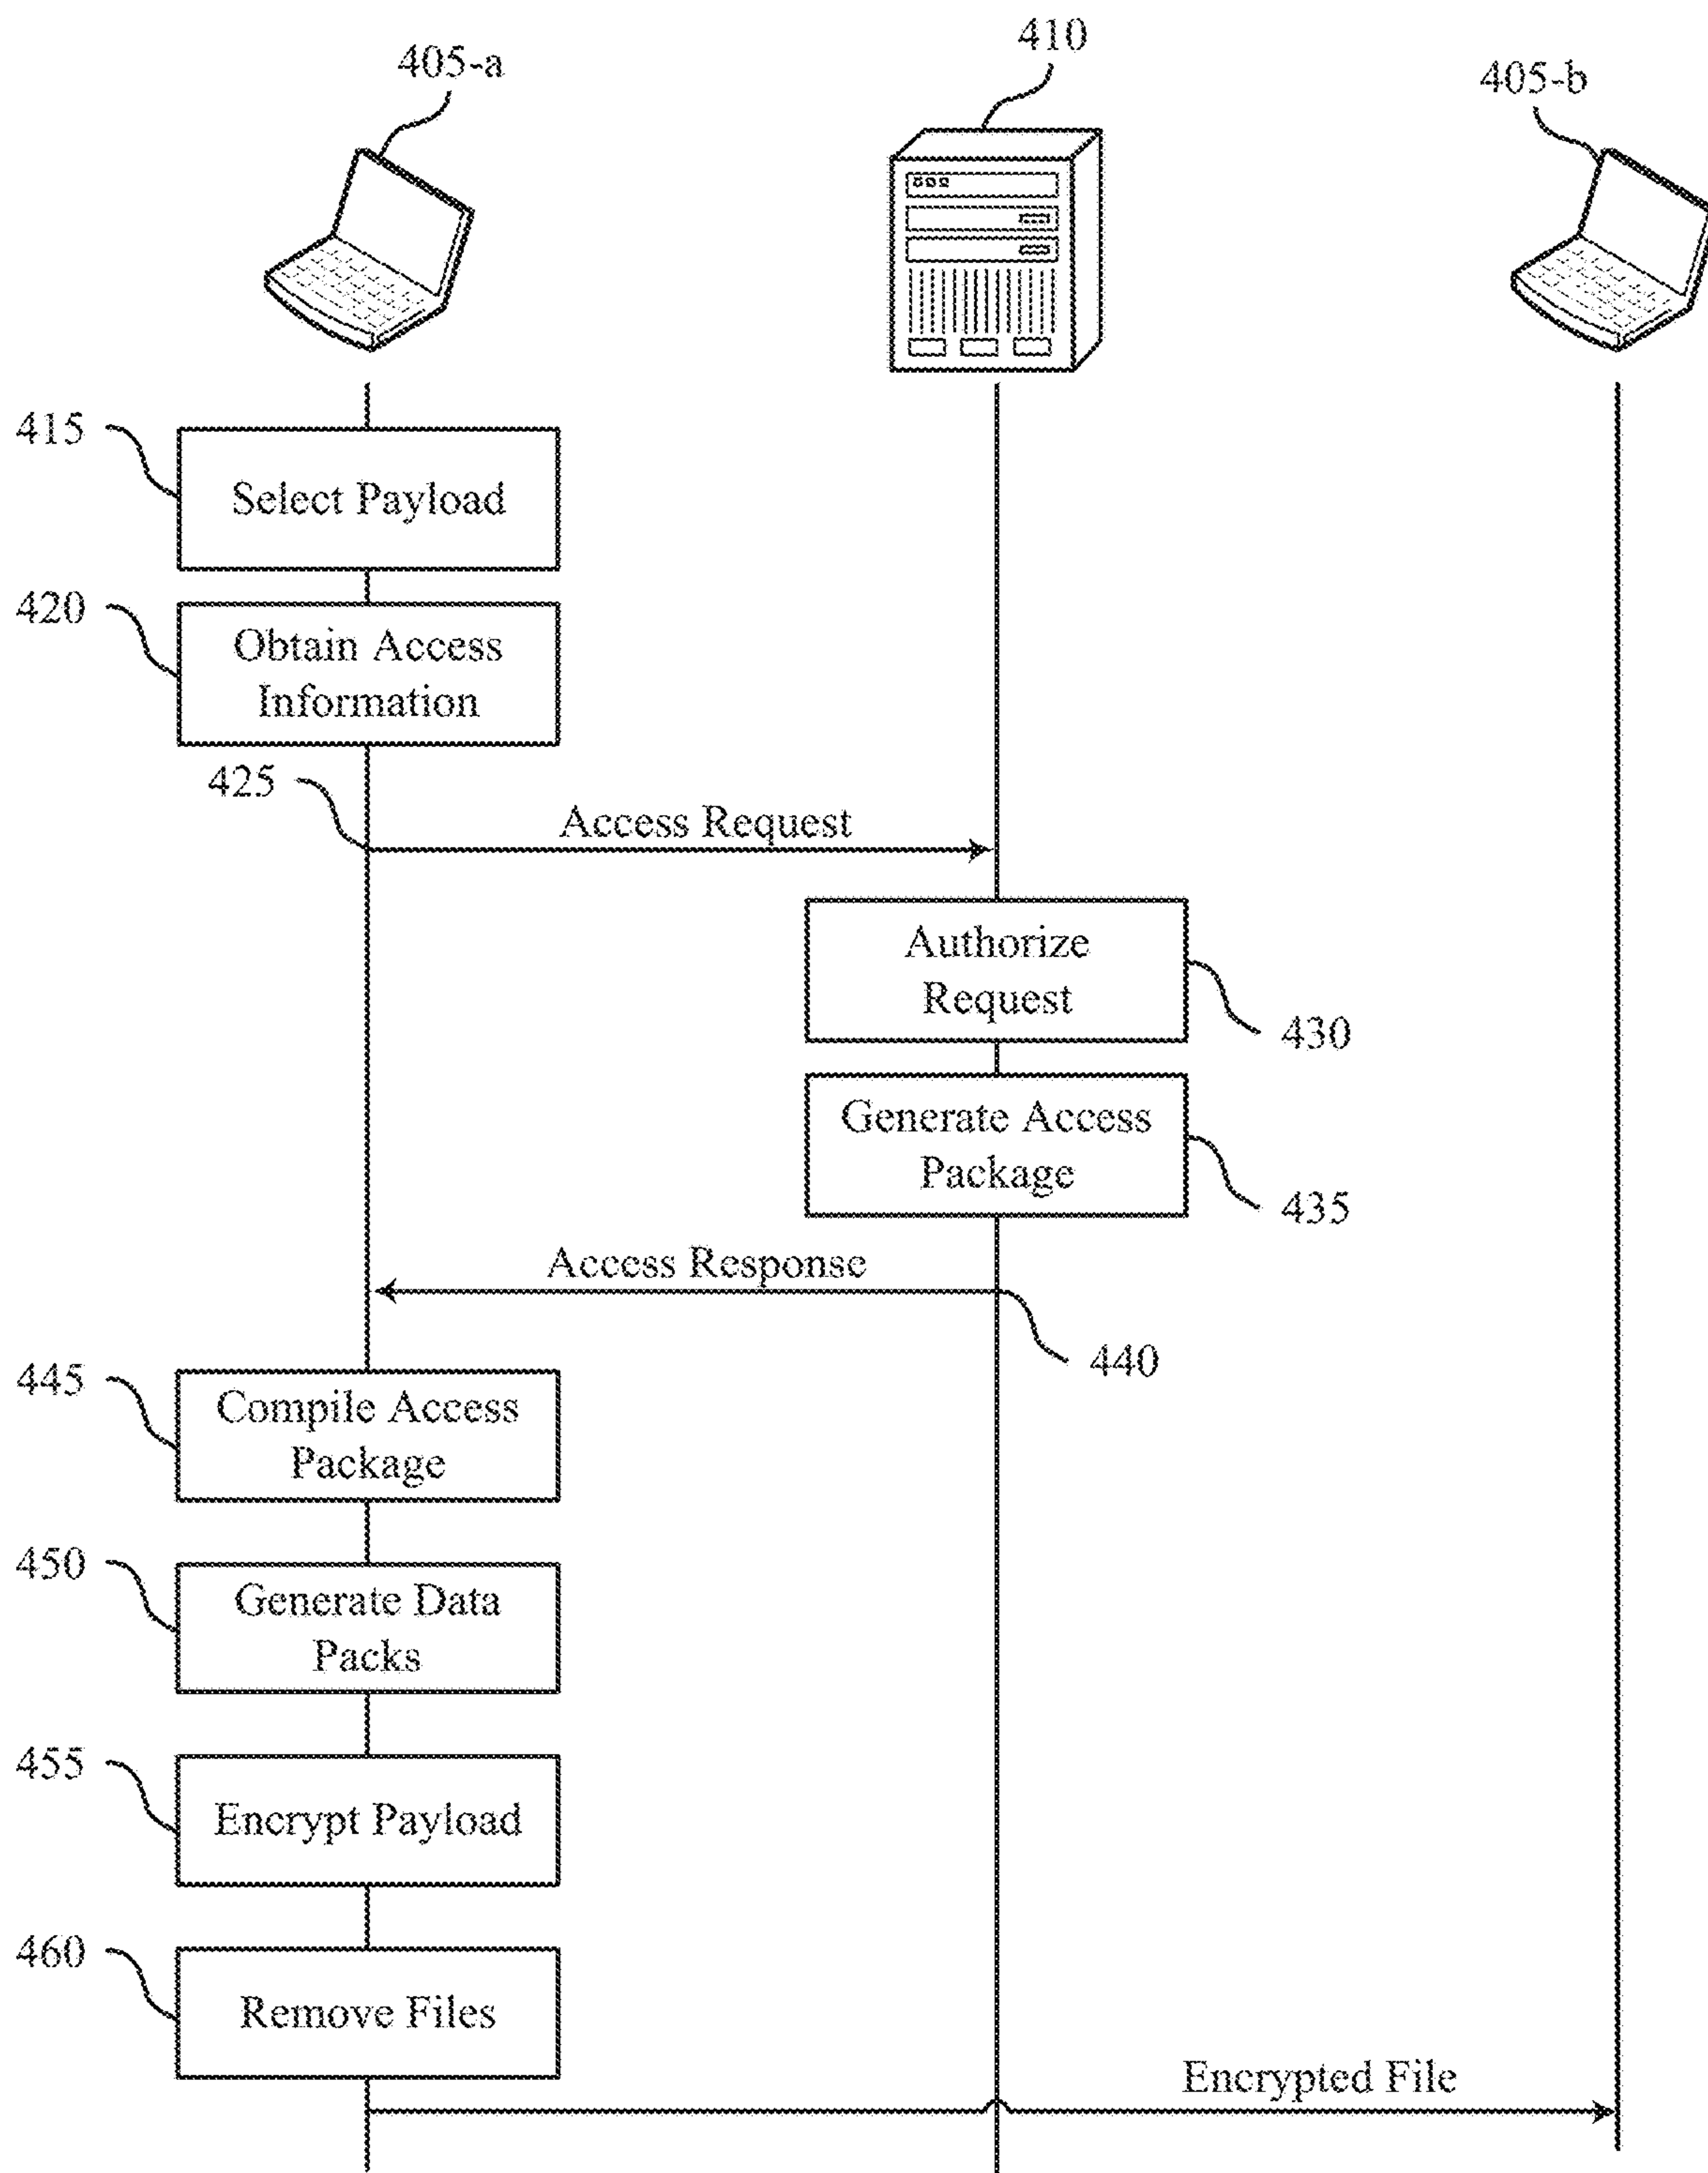 410
405-a
405-b
415
Select Payload
420
Obtain Access
Information
425
Access Request
Authorize
Request
430
Generate Access
Package
435
Access Response
440
445
Compile Access
Package
450
Generate Data
Packs
455
Encrypt Payload
460
Remove Files
Encrypted File